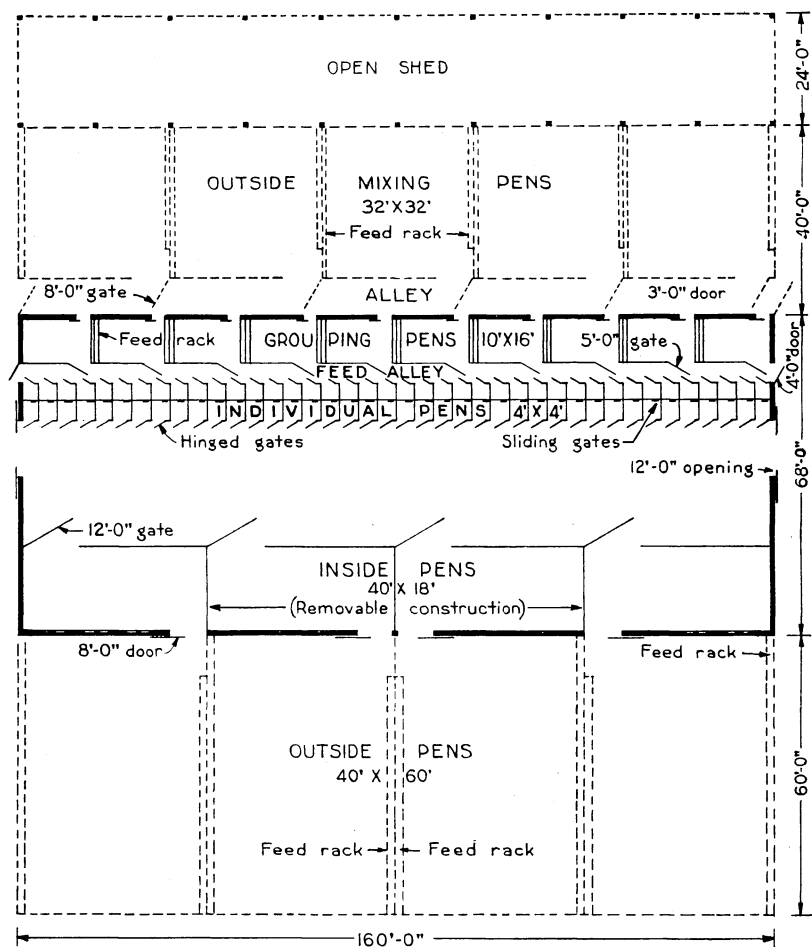 OPEN SHED
24'-0"
OUTSIDE MIXING PENS
32'X32'
Feed rack
40'-0"
8'-0" gate
ALLEY
3'-0" door
Feed rack
GROUPING PENS 10'X16'
5'-0" gate
4'-0" door
FEED ALLEY
INDIVIDUAL PENS 4'X4'
Hinged gates
Sliding gates
68'-0"
12'-0" opening
12'-0" gate
INSIDE PENS
40' X 18'
(Removable construction)
8'-0" door
Feed rack
OUTSIDE PENS
40' X 60'
60'-0"
Feed rack
Feed rack
160'-0"